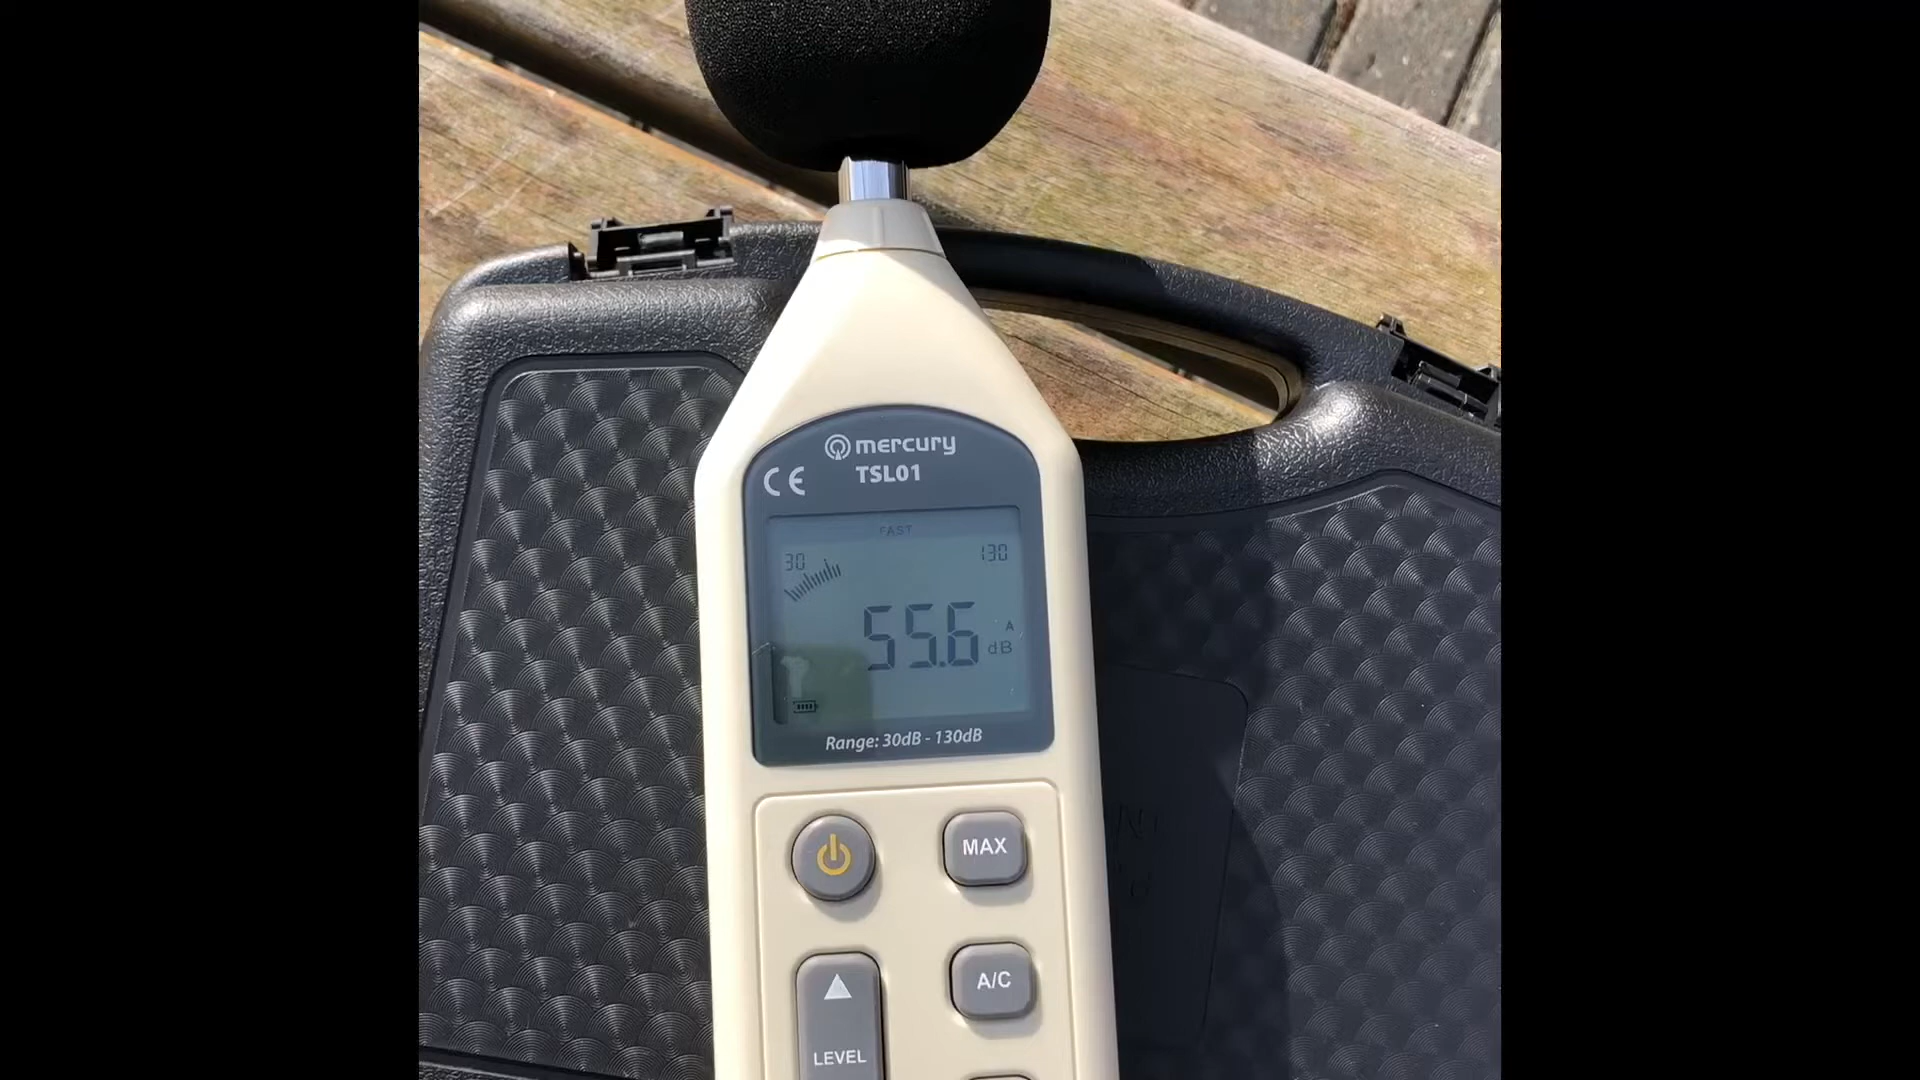 mercury
CE TSL01
FAST
30 130
55.6 A
dB
Range: 30dB - 130dB
MAX
A/C
LEVEL